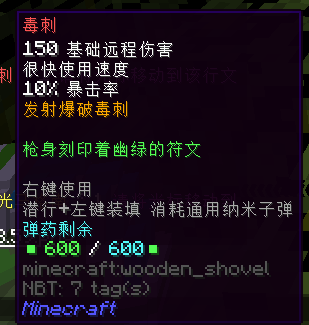 毒刺
150 基础远程伤害
很快使用速度
10% 暴击率
发射爆破毒刺
枪身刻印着幽绿的符文
右键使用
潜行+左键装填 消耗通用纳米子弹
弹药剩余
600 / 600
minecraft:wooden_shovel
NBT: 7 tag(s)
Minecraft
刺
光